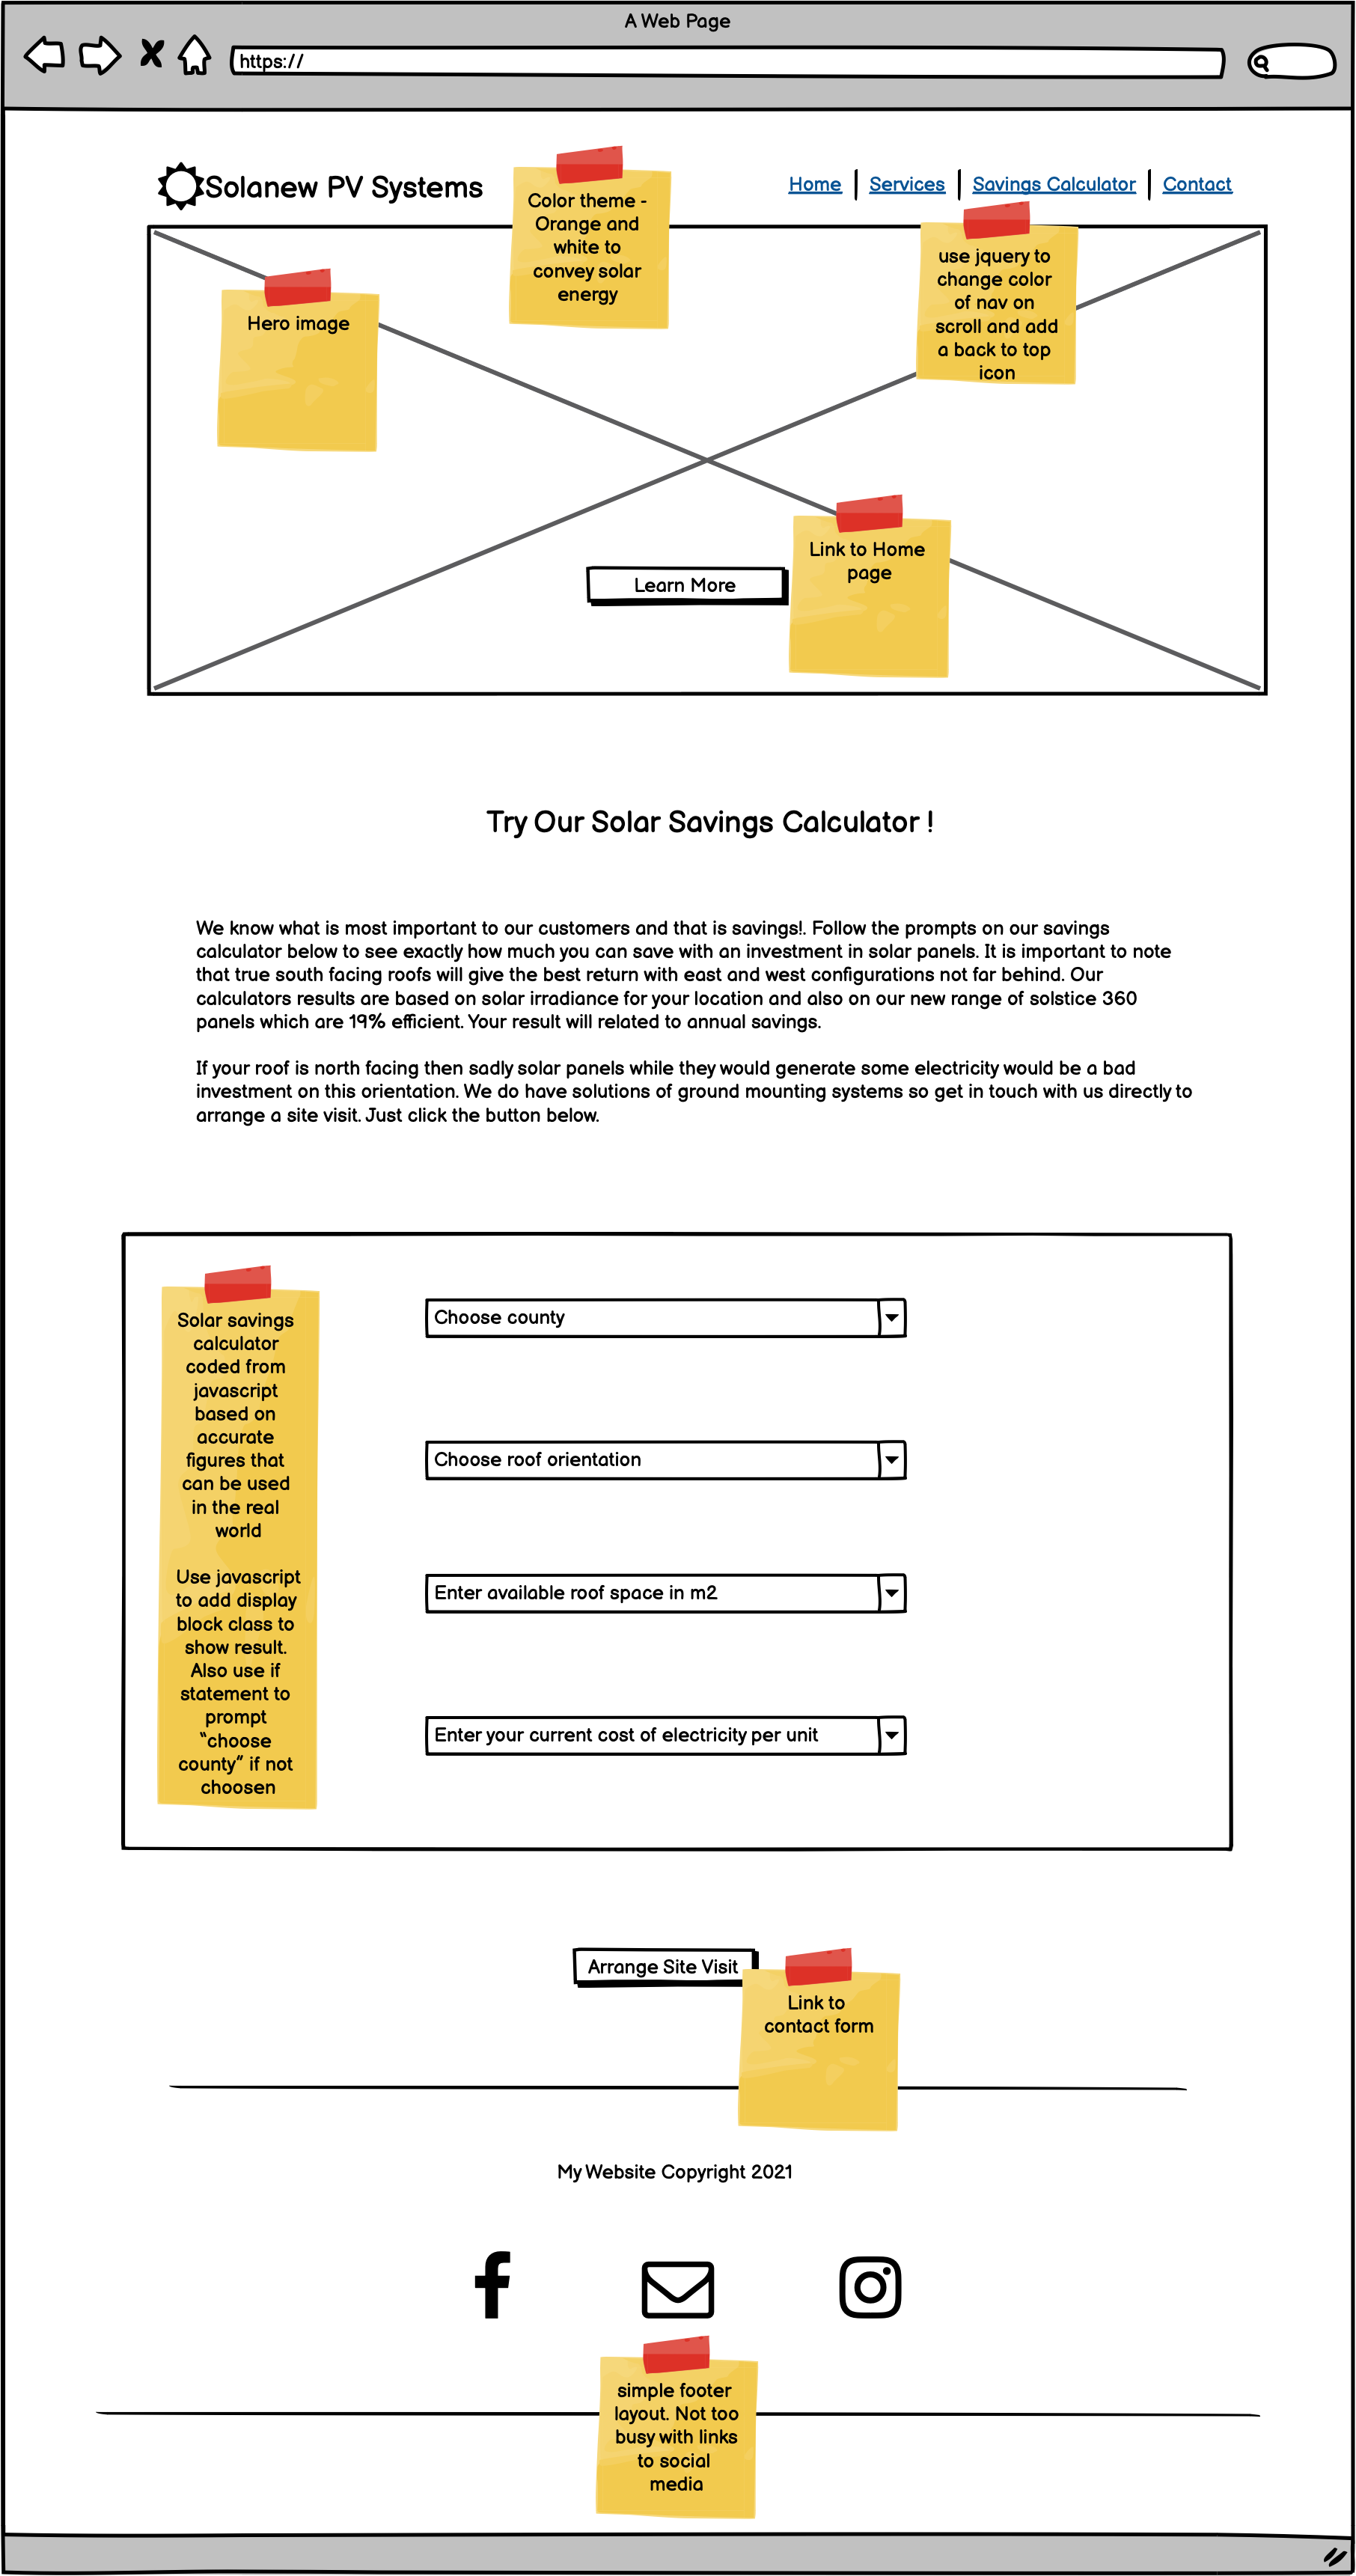 A Web Page
https://
Solanew PV Systems
Home
Services
Savings Calculator
Contact
Color theme -
Orange and
white to
convey solar
energy
use jquery to
change color
of nav on
scroll and add
a back to top
icon
Hero image
Link to Home
page
Learn More
Try Our Solar Savings Calculator !
We know what is most important to our customers and that is savings!. Follow the prompts on our savings
calculator below to see exactly how much you can save with an investment in solar panels. It is important to note
that true south facing roofs will give the best return with east and west configurations not far behind. Our
calculators results are based on solar irradiance for your location and also on our new range of solstice 360
panels which are 19% efficient. Your result will related to annual savings.
If your roof is north facing then sadly solar panels while they would generate some electricity would be a bad
investment on this orientation. We do have solutions of ground mounting systems so get in touch with us directly to
arrange a site visit. Just click the button below.
Solar savings
calculator
coded from
javascript
based on
accurate
figures that
can be used
in the real
world
Use javascript
to add display
block class to
show result.
Also use if
statement to
prompt
"choose
county" if not
choosen
Choose county
Choose roof orientation
Enter available roof space in m2
Enter your current cost of electricity per unit
Arrange Site Visit
Link to
contact form
My Website Copyright 2021
simple footer
layout. Not too
busy with links
to social
media